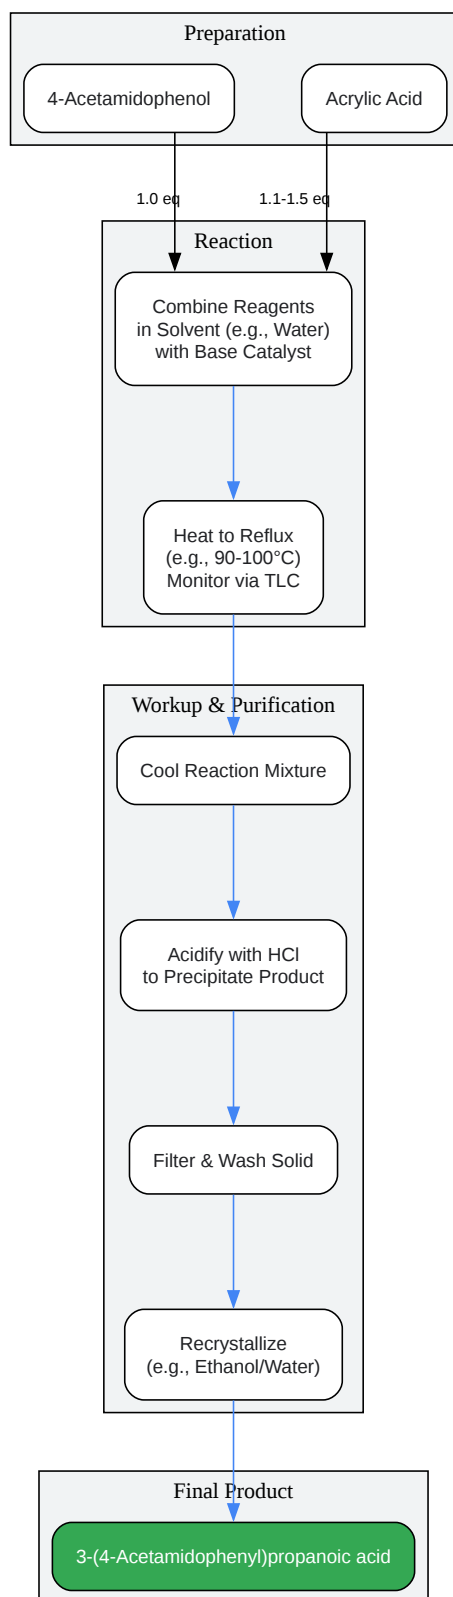 Preparation
4-Acetamidophenol
Acrylic Acid
1.0 eq
1.1-1.5 eq
Reaction
Combine Reagents
in Solvent (e.g., Water)
with Base Catalyst
Heat to Reflux
(e.g., 90-100°C)
Monitor via TLC
Workup & Purification
Cool Reaction Mixture
Acidify with HCl
to Precipitate Product
Filter & Wash Solid
Recrystallize
(e.g., Ethanol/Water)
Final Product
3-(4-Acetamidophenyl)propanoic acid